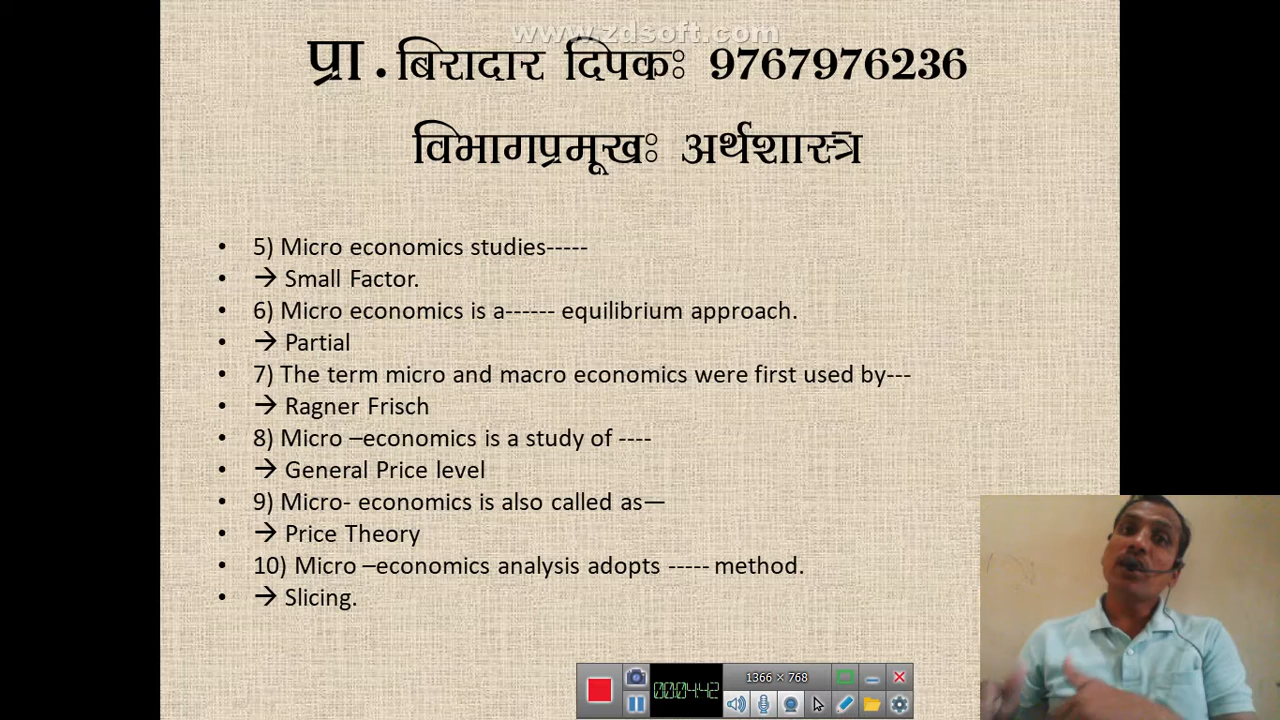 www.zdsoft.com
प्रा . बिरादार दिपकः 9767976236
विभागप्रमूखः अर्थशास्त्र
• 5) Micro economics studies-----
• → Small Factor.
• 6) Micro economics is a------ equilibrium approach.
• → Partial
• 7) The term micro and macro economics were first used by---
• → Ragner Frisch
• 8) Micro –economics is a study of ----
• → General Price level
• 9) Micro- economics is also called as—
• → Price Theory
• 10) Micro –economics analysis adopts ----- method.
• → Slicing.
1366 × 768
00:04:42